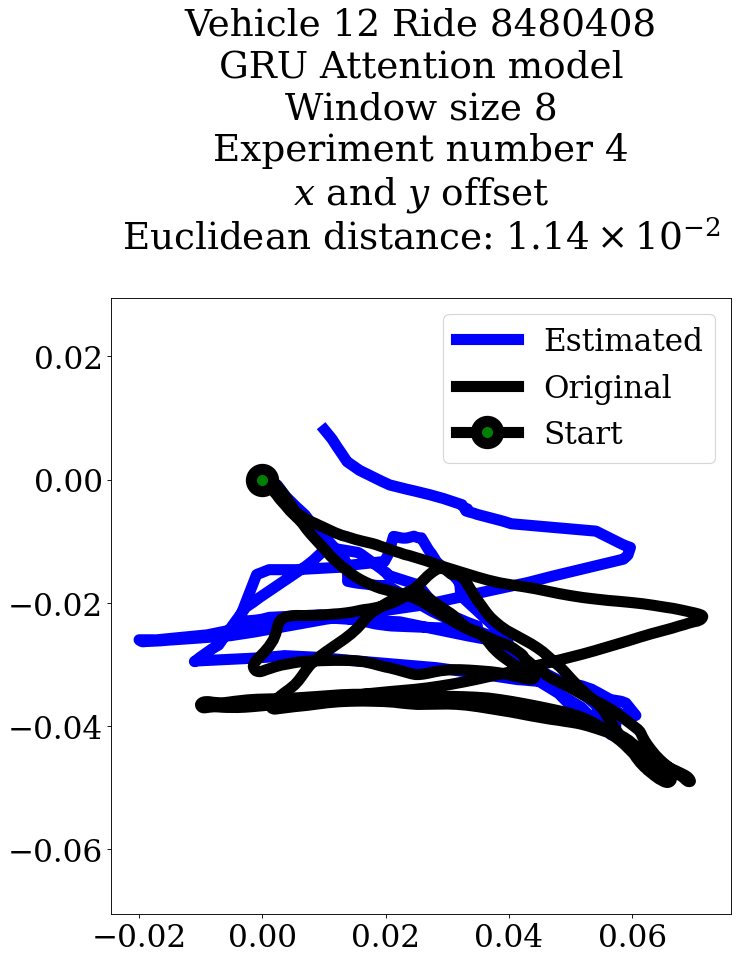 Vehicle 12 Ride 8480408
GRU Attention model
Window size 8
Experiment number 4
x and y offset
Euclidean distance: 1.14 × 10⁻²
Estimated
Original
Start
0.02
0.00
−0.02
−0.04
−0.06
−0.02 0.00 0.02 0.04 0.06